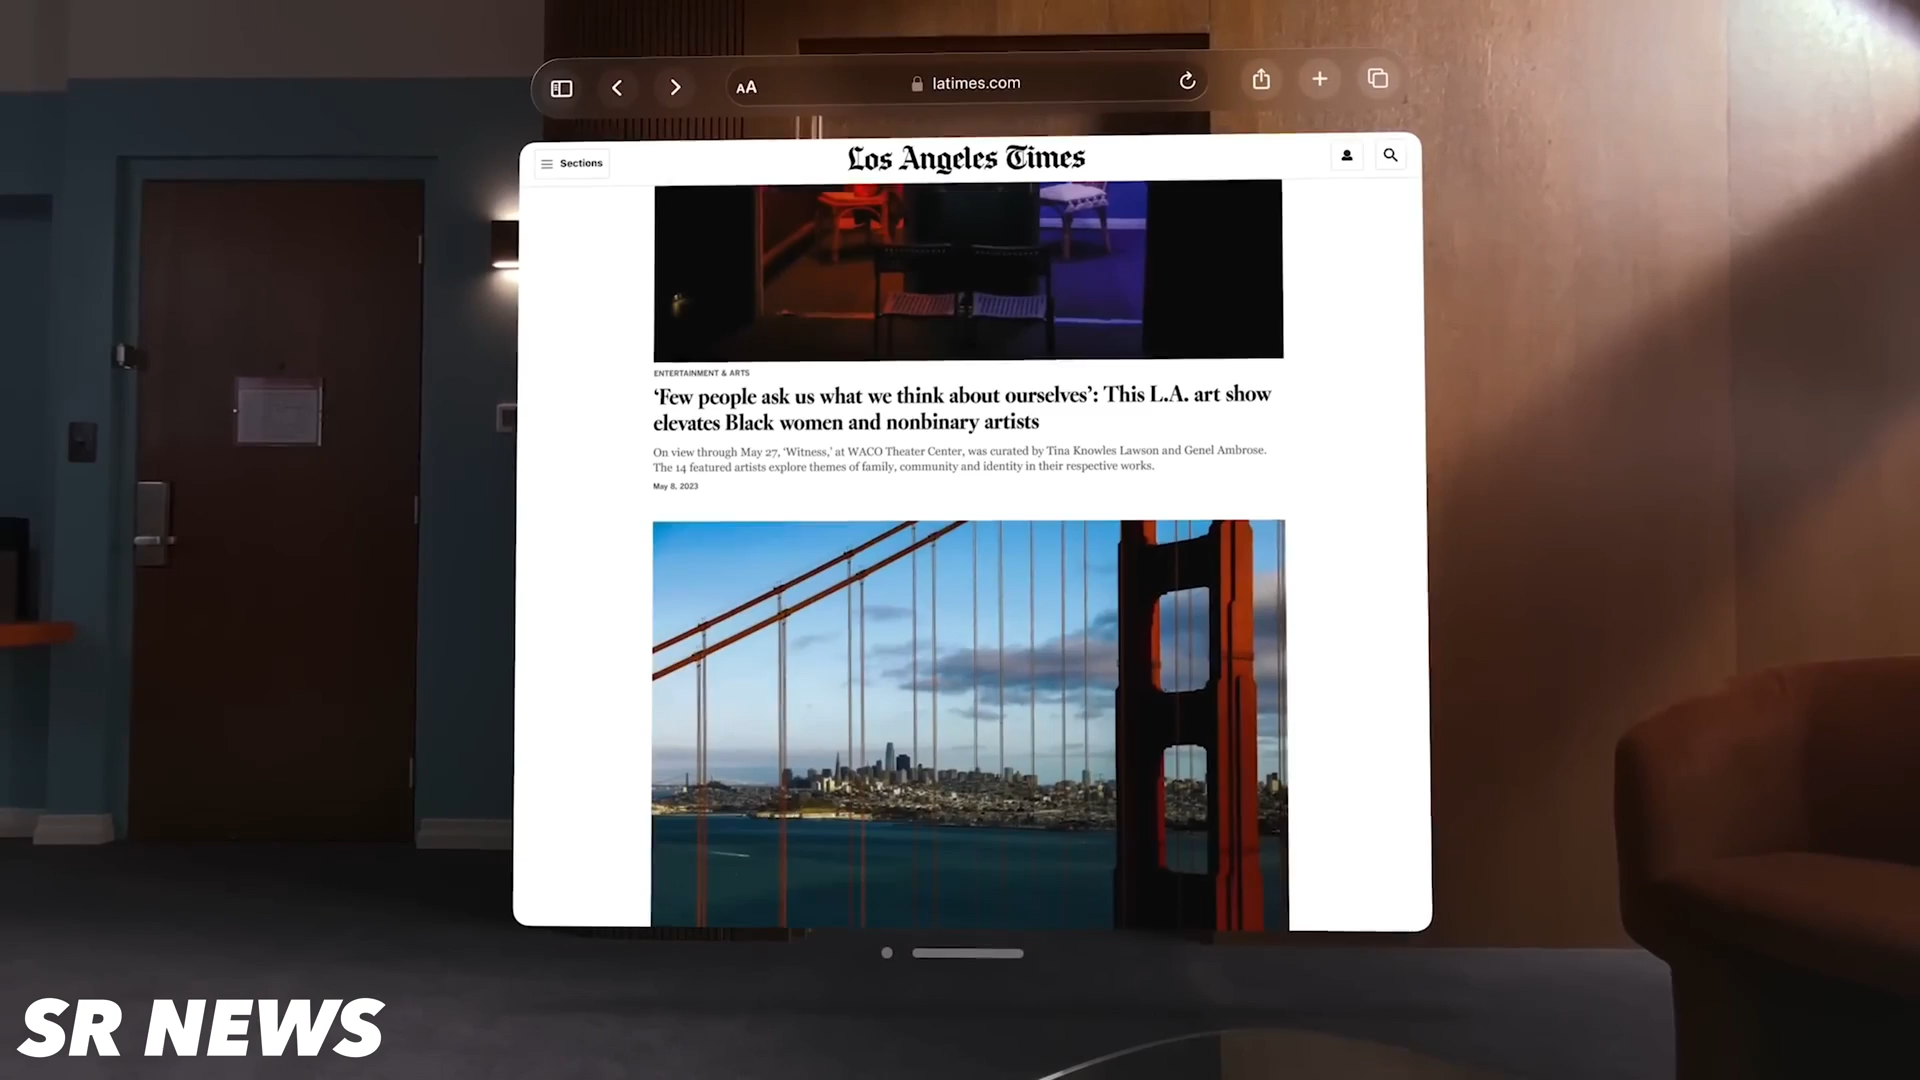 AA
latimes.com
Sections
Los Angeles Times
ENTERTAINMENT & ARTS
‘Few people ask us what we think about ourselves’: This L.A. art show
elevates Black women and nonbinary artists
On view through May 27, ‘Witness,’ at WACO Theater Center, was curated by Tina Knowles Lawson and Genel Ambrose.
The 14 featured artists explore themes of family, community and identity in their respective works.
May 8, 2023
SR NEWS